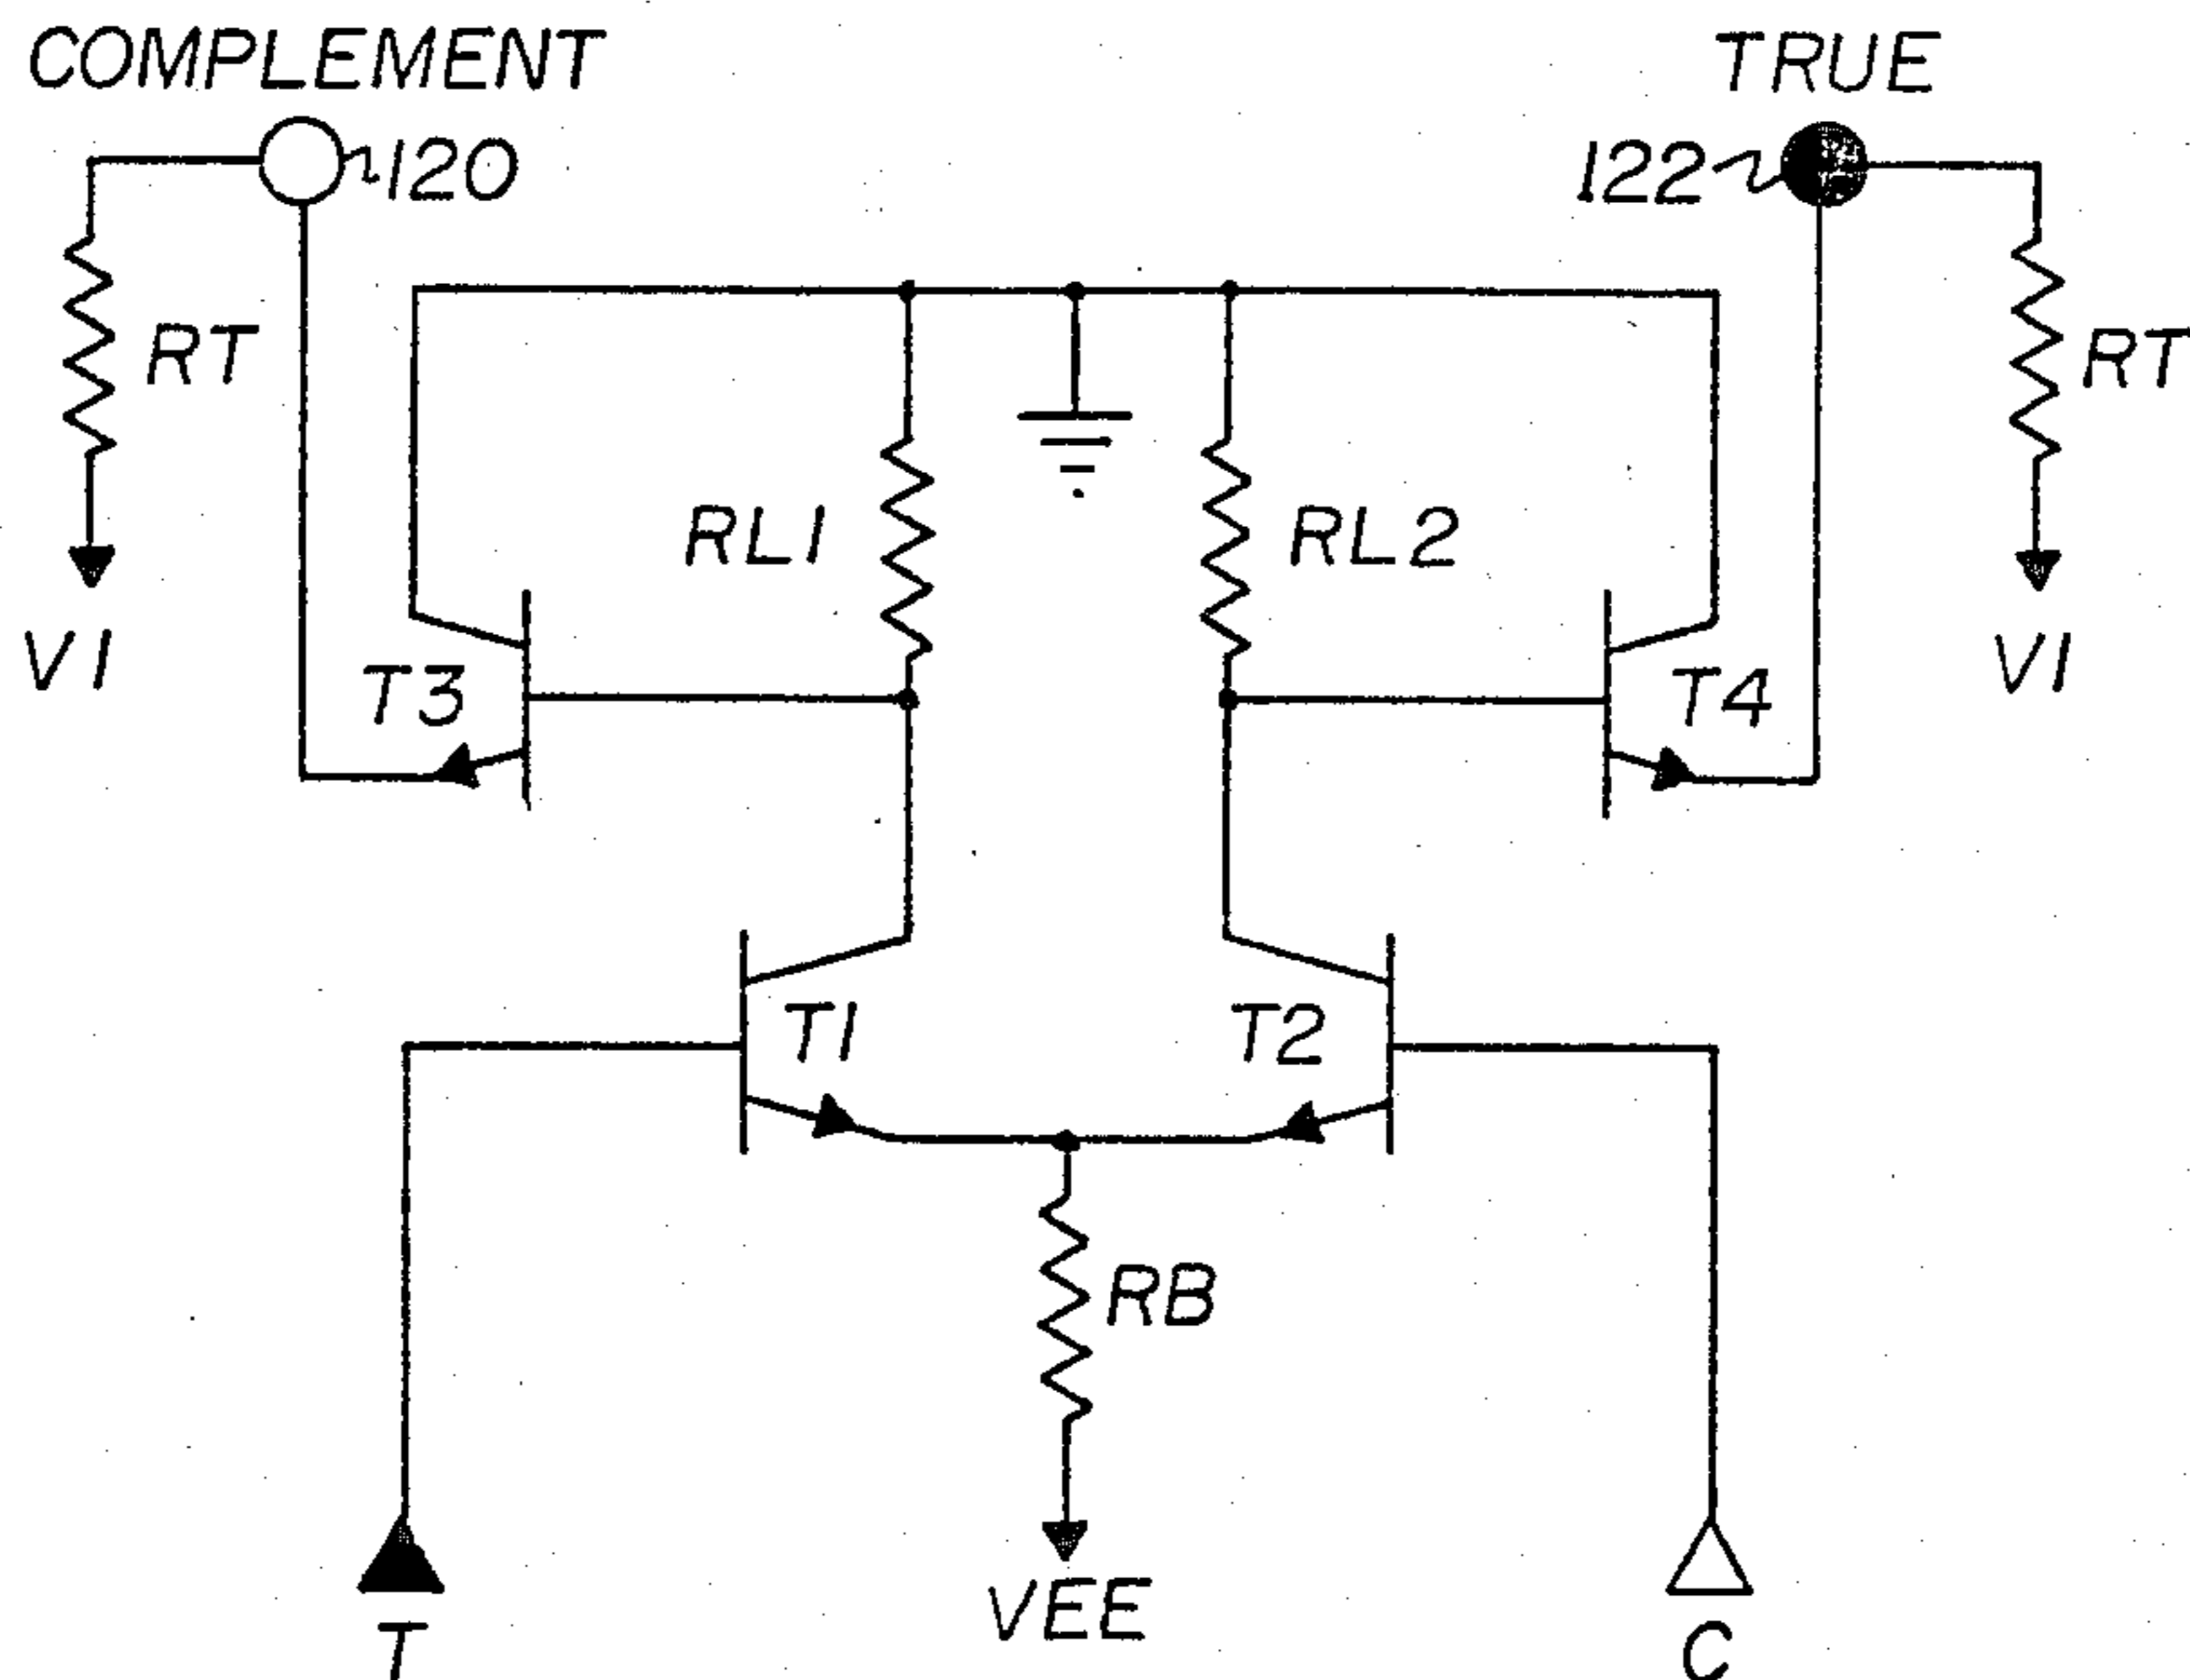 COMPLEMENT
TRUE
120
122
RT
RT
RL1
RL2
V1
V1
T3
T4
T1
T2
RB
VEE
T
C